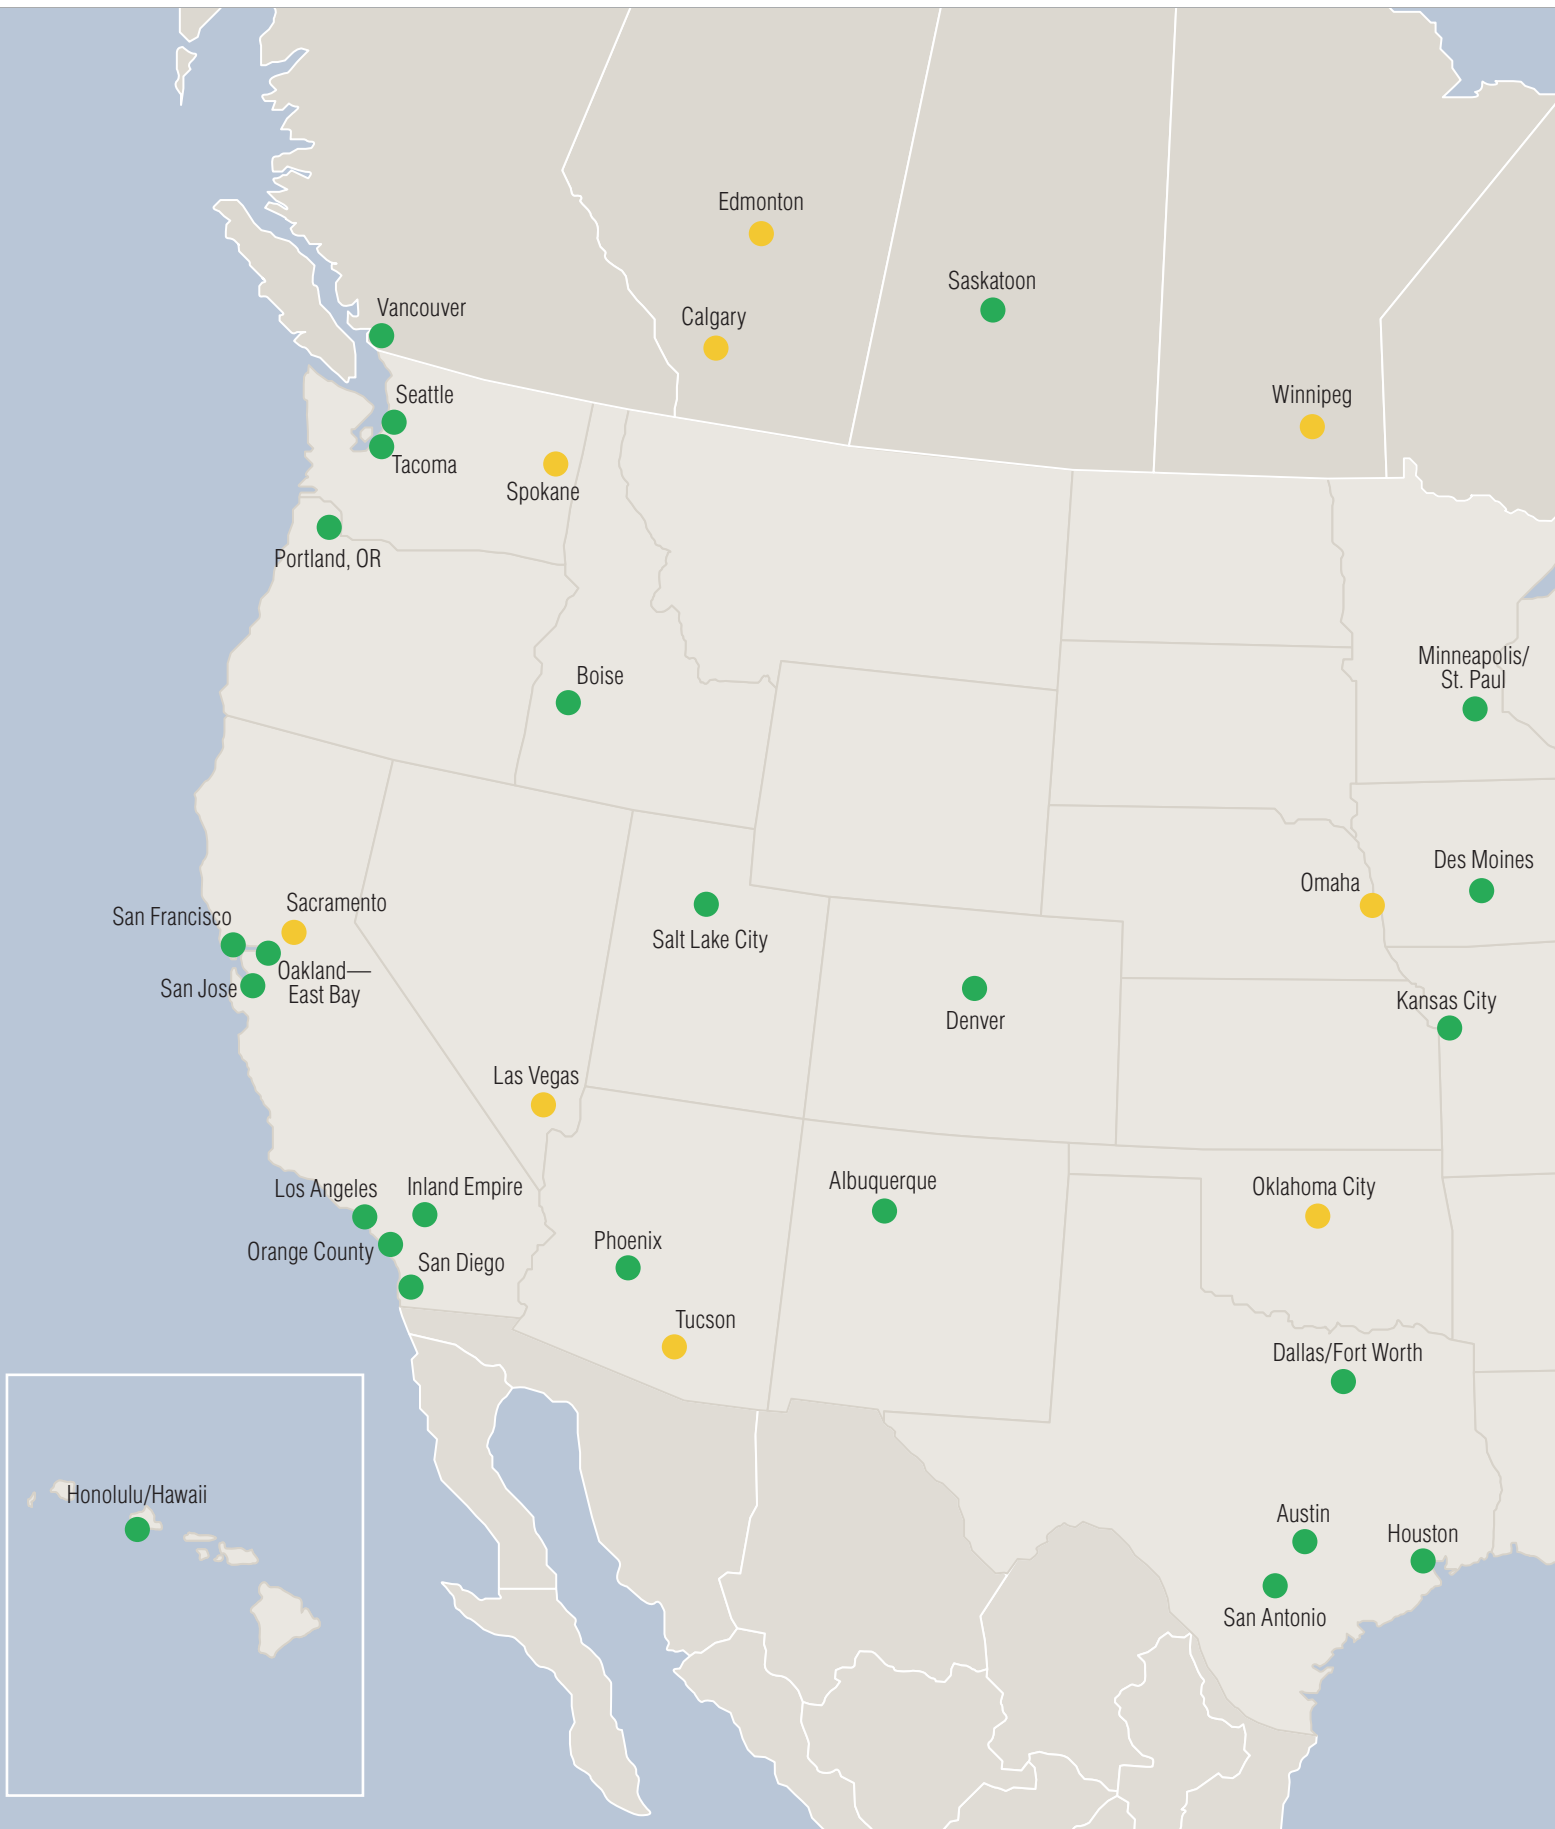 Edmonton
Saskatoon
Vancouver
Calgary
Seattle
Winnipeg
Tacoma
Spokane
Portland, OR
Minneapolis/
St. Paul
Boise
Des Moines
Omaha
Sacramento
San Francisco
Salt Lake City
Oakland—
East Bay
San Jose
Kansas City
Denver
Las Vegas
Albuquerque
Los Angeles
Inland Empire
Oklahoma City
Phoenix
Orange County
San Diego
Tucson
Dallas/Fort Worth
Honolulu/Hawaii
Austin
Houston
San Antonio